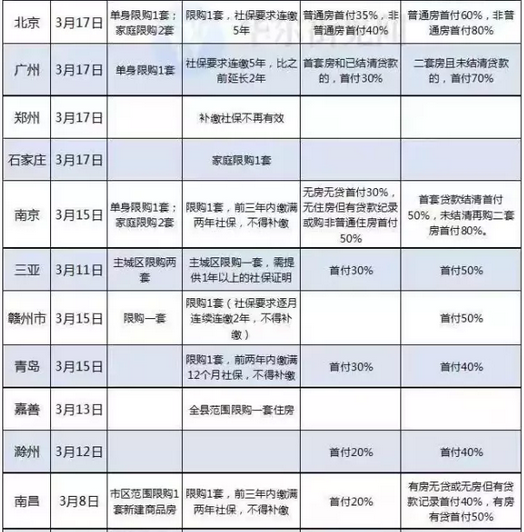 北京
3月17日
单身限购1套；
家庭限购2套
限购1套，社保要求连缴
5年
普通房首付35%，非
普通房首付40%
普通房首付60%，非
普通房首付80%
广州
3月17日
单身限购1套
社保要求连缴5年，比之
前延长2年
首套房和已结清贷款
的，首付30%
二套房且未结清贷款
的，首付70%
郑州
3月17日
补缴社保不再有效
石家庄
3月17日
家庭限购1套
南京
3月15日
单身限购1套；
家庭限购2套
限购1套，前三年内缴满
两年社保，不得补缴
无房无贷首付30%，
无住房但有贷款纪录
或购非普通住房首付
50%
首套贷款结清首付
50%，未结清再购二套
房首付80%。
三亚
3月11日
主城区限购两
套
主城区限购一套，需提
供1年以上的社保证明
首付30%
首付50%
赣州市
3月15日
限购一套
限购1套（社保要求逐月
连续连缴2年，不得补
缴）
首付50%
青岛
3月15日
限购1套，前两年内缴满
12个月社保，不得补缴
首付30%
首付40%
嘉善
3月13日
全县范围限购一套住房
滁州
3月12日
首付20%
首付40%
南昌
3月8日
市区范围限购1
套新建商品房
限购一套，前三年缴满
两年社保，不得补缴
首付20%
有房无贷或无房但有贷
款记录首付40%，有房
有贷首付50%